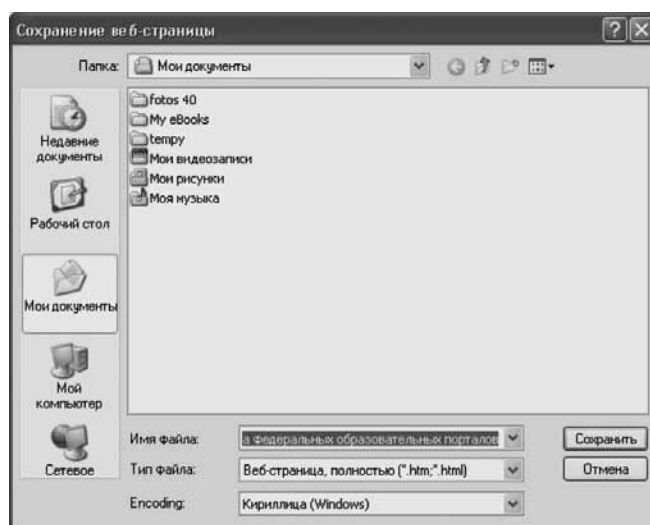 Сохранение веб-страницы
Папка: Мои документы
fotos 40
My eBooks
tempy
Мои видеозаписи
Мои рисунки
Моя музыка
Недавние
документы
Рабочий стол
Мои документы
Мой
компьютер
Сетевое
Имя файла: а федеральных образовательных порталов Сохранить
Тип файла: Веб-страница, полностью (*.htm;*.html) Отмена
Encoding: Кириллица (Windows)